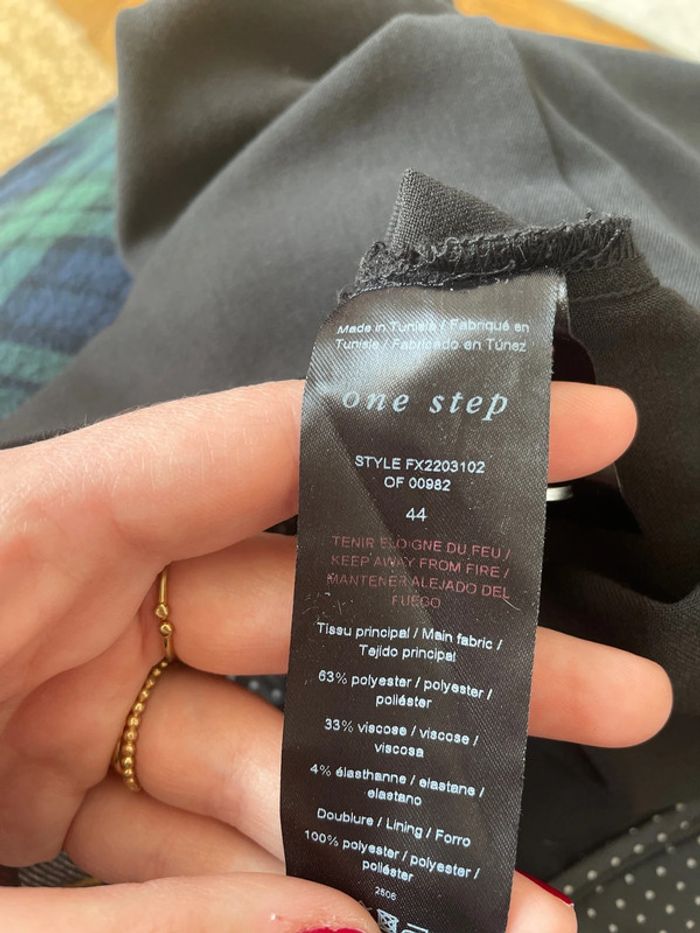 Made in Tunisia / Fabriqué en
Tunisie / Fabricado en Túnez
one step
STYLE FX2203102
OF 00982
44
TENIR ELOIGNE DU FEU /
KEEP AWAY FROM FIRE /
MANTENER ALEJADO DEL
FUEGO
Tissu principal / Main fabric /
Tejido principal
63% polyester / polyester /
poliéster
33% viscose / viscose /
viscosa
4% élasthanne / elastane /
elastano
Doublure / Lining / Forro
100% polyester / polyester /
poliéster
2506